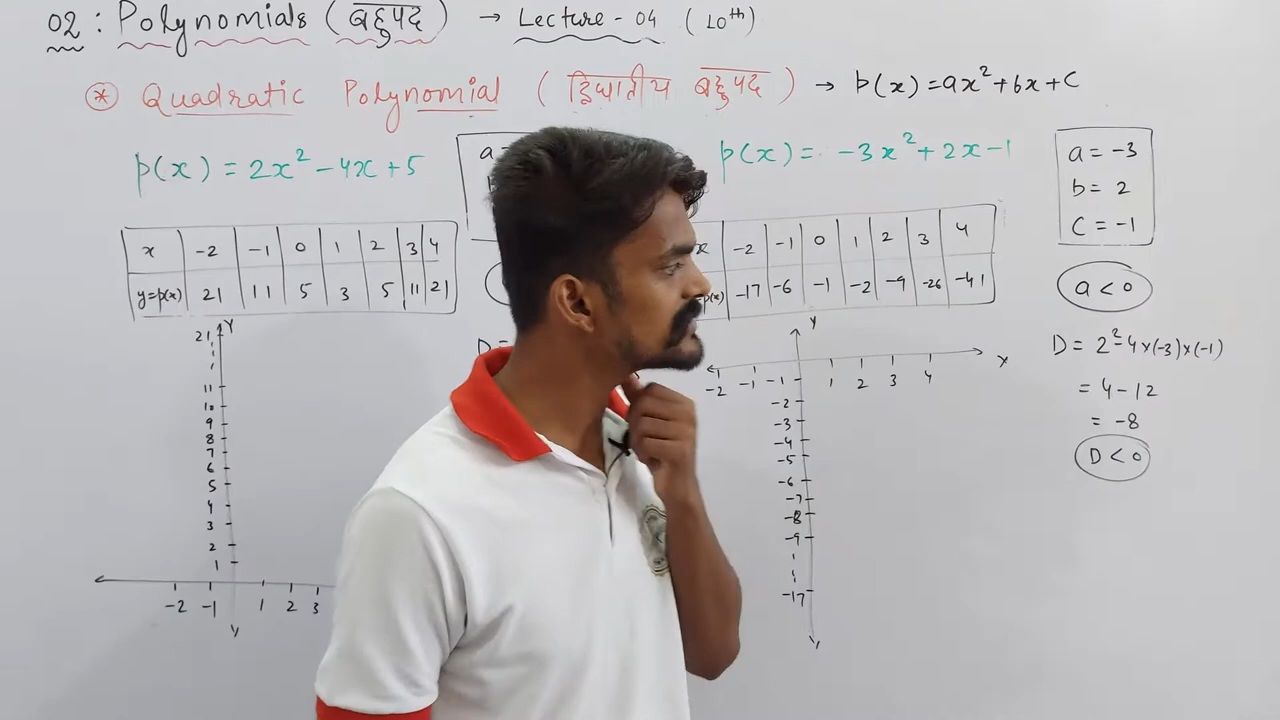 02 : Polynomials ( बहुपद ) → Lecture - 04 ( 10th )
* Quadratic Polynomial ( द्विघातीय बहुपद ) → p(x) = ax² + bx + c
p(x) = 2x² - 4x + 5
a =
x -2 -1 0 1 2 3 4
y=p(x) 21 11 5 3 5 11 21
D =
Y
21
11
10
9
8
7
6
5
4
3
2
1
-2 -1 1 2 3
Y
p(x) = -3x² + 2x - 1
x -2 -1 0 1 2 3 4
p(x) -17 -6 -1 -2 -9 -26 -41
Y
X
-2 -1 -1 1 2 3 4
-2
-3
-4
-5
-6
-7
-8
-9
-17
Y
a = -3
b = 2
c = -1
a < 0
D = 2² - 4×(-3)×(-1)
= 4 - 12
= -8
D < 0